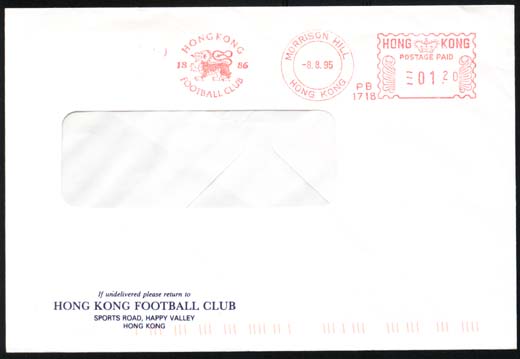 HONG KONG
18 86
FOOTBALL CLUB
MORRISON HILL
-8.8.95
HONG KONG
HONG KONG
POSTAGE PAID
01.20
PB
1718
If undelivered please return to
HONG KONG FOOTBALL CLUB
SPORTS ROAD, HAPPY VALLEY
HONG KONG